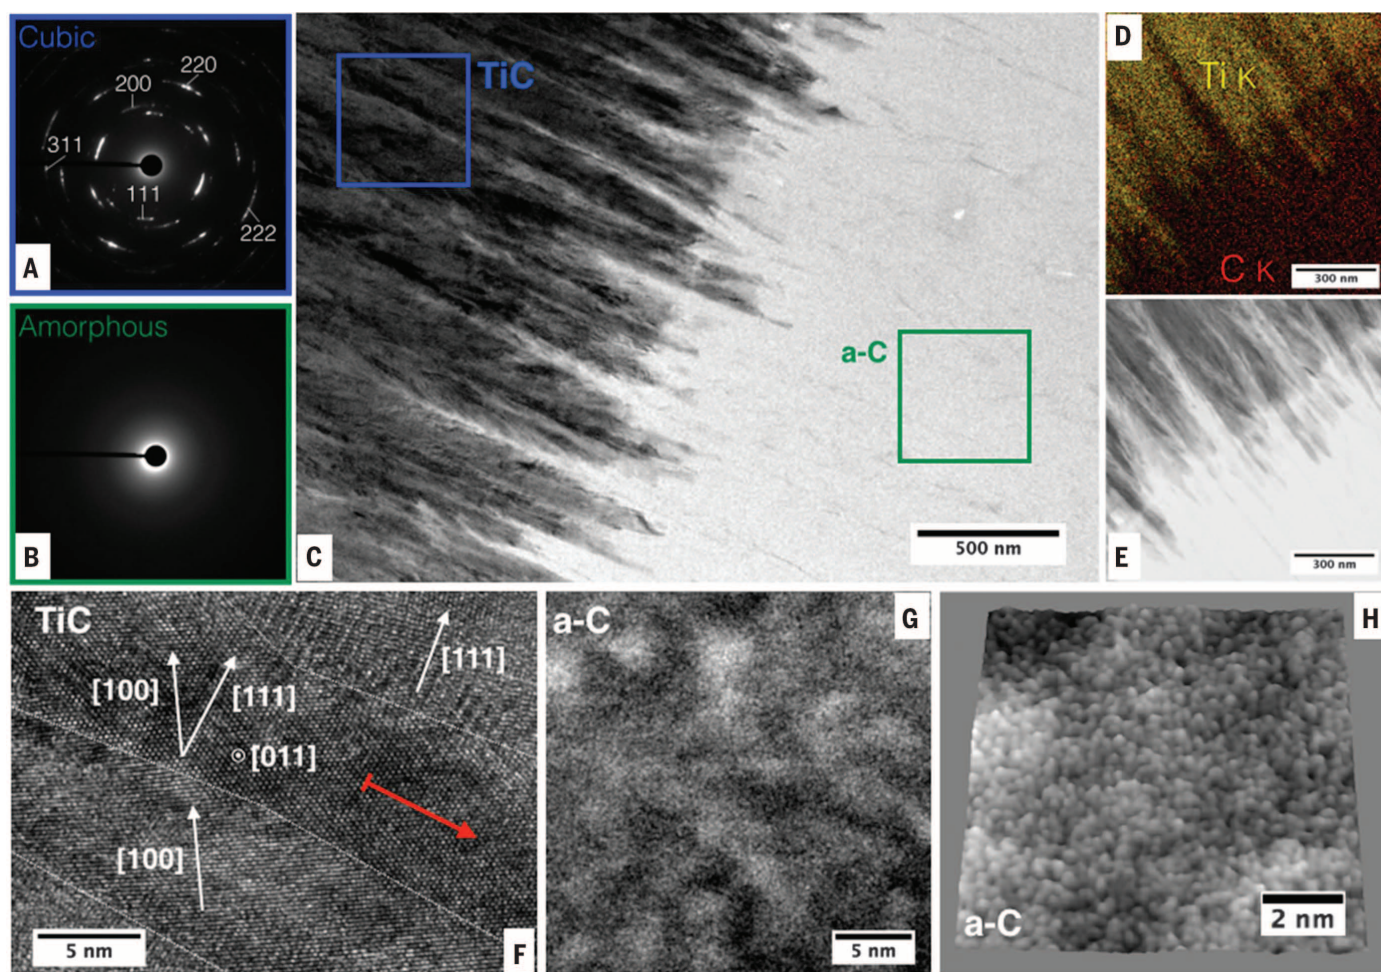 Cubic
220
200
311
111
222
A
Amorphous
B
TiC
a-C
500 nm
C
D
Ti K
C K
300 nm
E
300 nm
TiC
[111]
[100]
[111]
[011]
[100]
5 nm
F
a-C
G
5 nm
H
a-C
2 nm